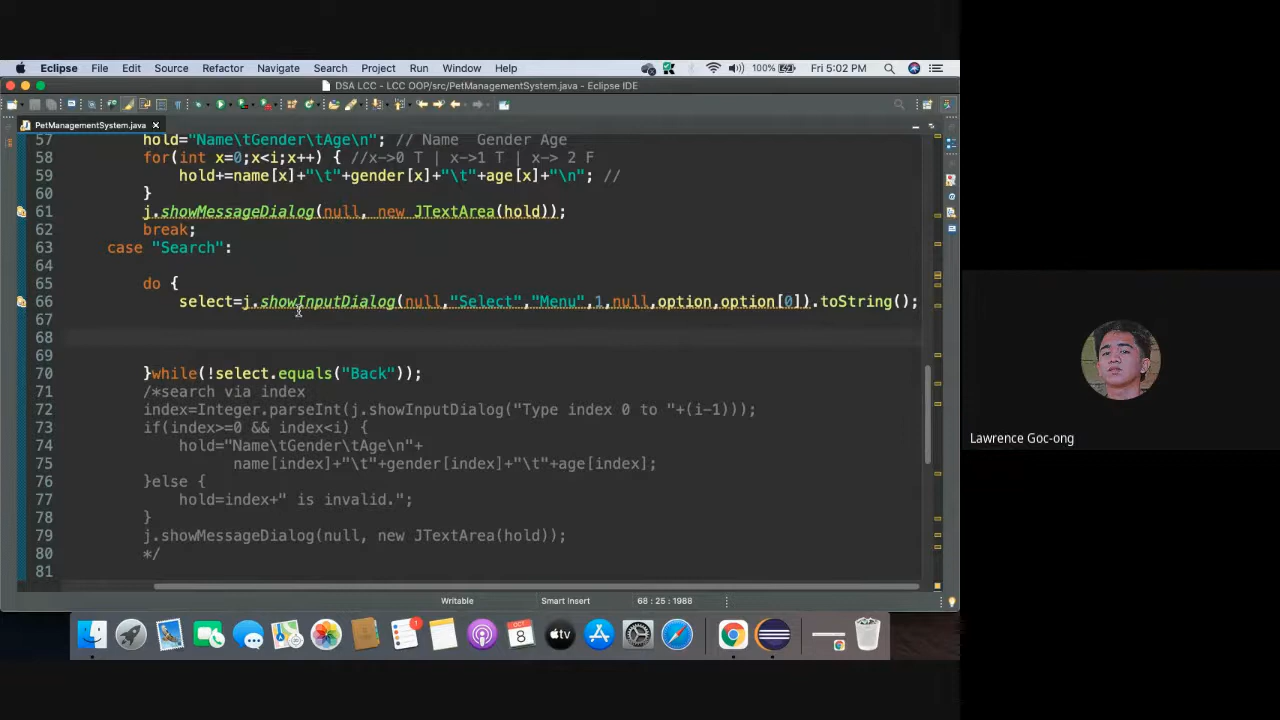 Eclipse File Edit Source Refactor Navigate Search Project Run Window Help 100% Fri 5:02 PM
DSA LCC - LCC OOP/src/PetManagementSystem.java - Eclipse IDE
PetManagementSystem.java
57 hold="Name\tGender\tAge\n"; // Name Gender Age
58 for(int x=0;x<i;x++) { //x->0 T | x->1 T | x-> 2 F
59 hold+=name[x]+"\t"+gender[x]+"\t"+age[x]+"\n"; //
60 }
61 j.showMessageDialog(null, new JTextArea(hold));
62 break;
63 case "Search":
64
65 do {
66 select=j.showInputDialog(null,"Select","Menu",1,null,option,option[0]).toString();
67
68
69
70 }while(!select.equals("Back"));
71 /*search via index
72 index=Integer.parseInt(j.showInputDialog("Type index 0 to "+(i-1)));
73 if(index>=0 && index<i) {
74 hold="Name\tGender\tAge\n"+
75 name[index]+"\t"+gender[index]+"\t"+age[index];
76 }else {
77 hold=index+" is invalid.";
78 }
79 j.showMessageDialog(null, new JTextArea(hold));
80 */
81
Writable Smart Insert 68 : 25 : 1988
1
OCT
8
tv
Lawrence Goc-ong